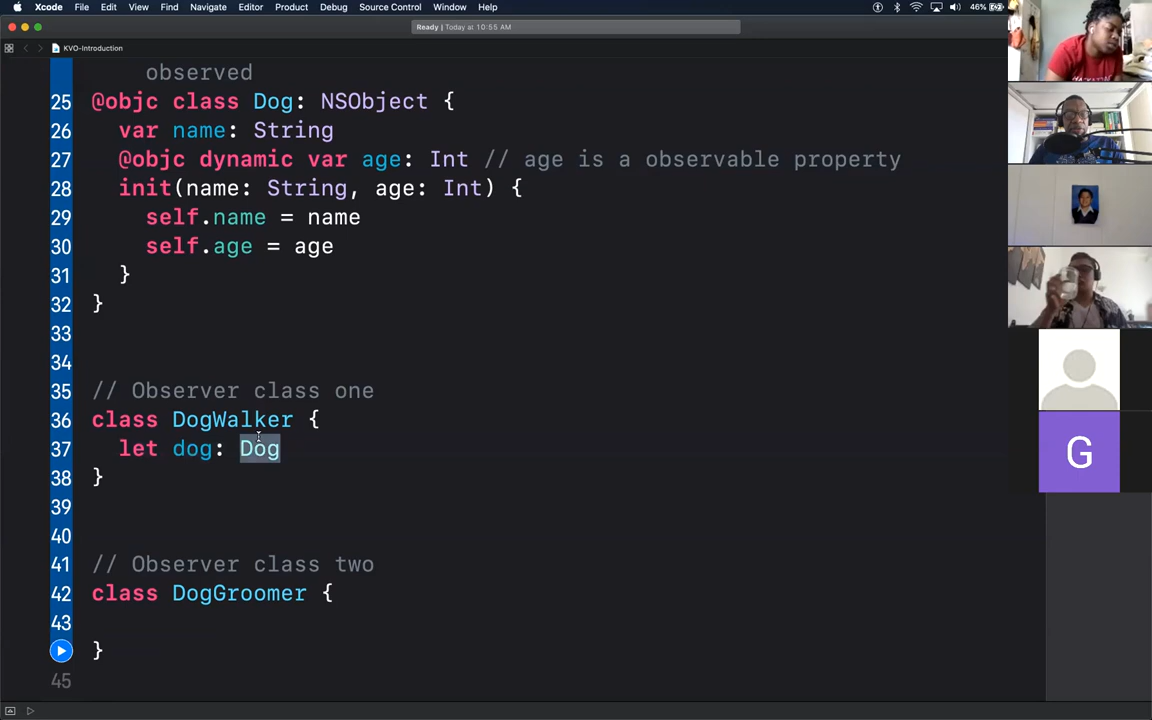 Xcode File Edit View Find Navigate Editor Product Debug Source Control Window Help 46%
Ready | Today at 10:55 AM
KVO-Introduction
observed
25 @objc class Dog: NSObject {
26 var name: String
27 @objc dynamic var age: Int // age is a observable property
28 init(name: String, age: Int) {
29 self.name = name
30 self.age = age
31 }
32 }
33
34
35 // Observer class one
36 class DogWalker {
37 let dog: Dog
38 }
39
40
41 // Observer class two
42 class DogGroomer {
43
}
45
G